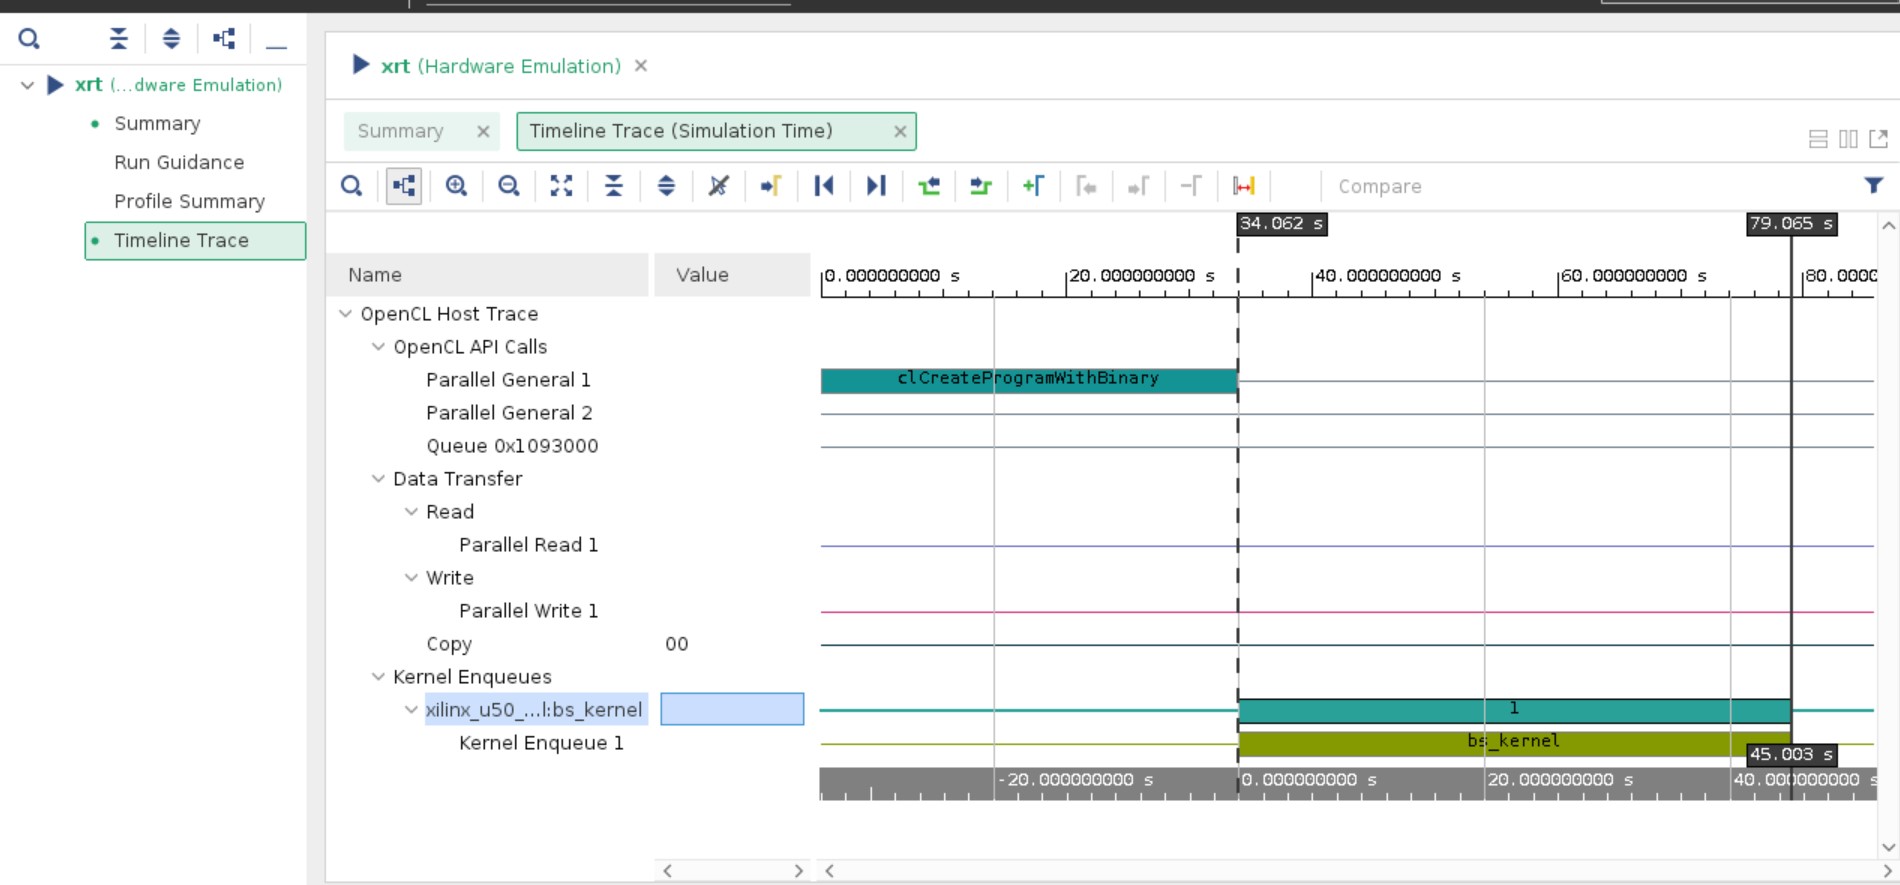 xrt (...dware Emulation)
Summary
Run Guidance
Profile Summary
Timeline Trace
xrt (Hardware Emulation)
Summary
Timeline Trace (Simulation Time)
Compare
34.062 s
79.065 s
Name
Value
0.000000000 s
20.000000000 s
40.000000000 s
60.000000000 s
80.0000
OpenCL Host Trace
OpenCL API Calls
Parallel General 1
clCreateProgramWithBinary
Parallel General 2
Queue 0x1093000
Data Transfer
Read
Parallel Read 1
Write
Parallel Write 1
Copy
00
Kernel Enqueues
xilinx_u50_...l:bs_kernel
1
Kernel Enqueue 1
bs_kernel
45.003 s
-20.000000000 s
0.000000000 s
20.000000000 s
40.000000000 s